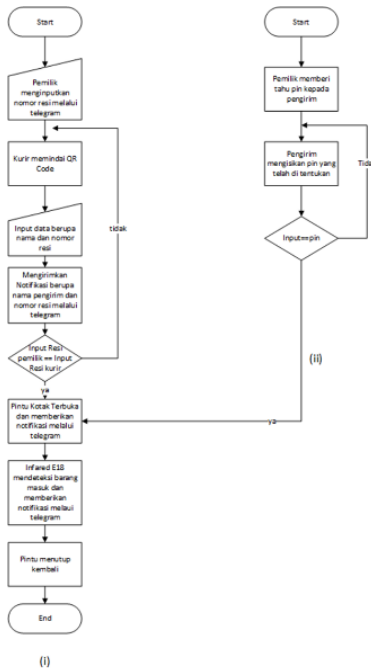 Start
Pemilik
menginputkan
nomor resi melalui
telegram
Kurir memindai QR
Code
Input data berupa
nama dan nomor
resi
Mengirimkan
Notifikasi berupa
nama pengirim dan
nomor resi melalui
telegram
tidak
Input Resi
pemilik == Input
Resi kurir
ya
Pintu Kotak Terbuka
dan memberikan
notifikasi melalui
telegram
Infared E18
mendeteksi barang
masuk dan
memberikan
notifikasi melaui
telegram
Pintu menutup
kembali
End
(i)
Start
Pemilik memberi
tahu pin kepada
pengirim
Pengirim
mengisikan pin yang
telah di tentukan
Tida
Input==pin
(ii)
ya